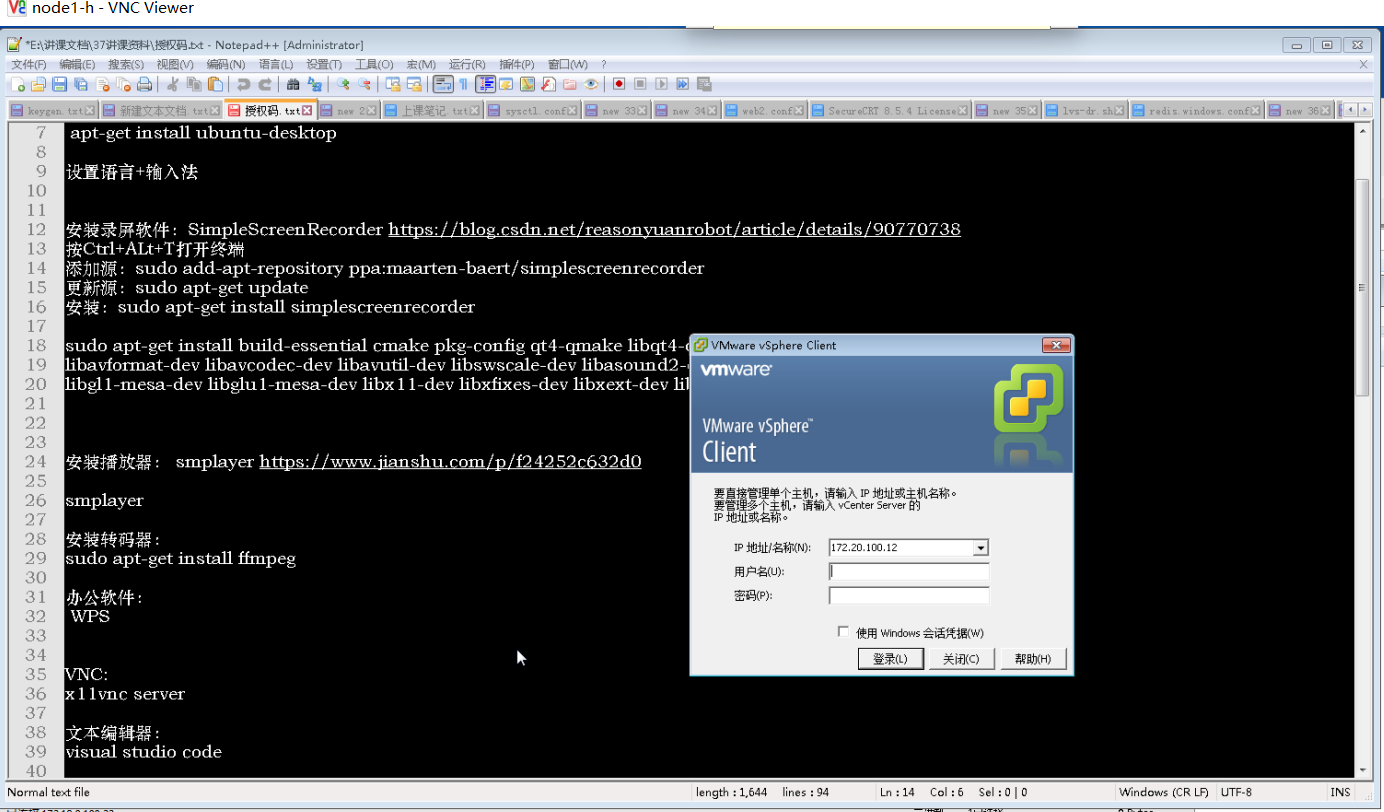 node1-h - VNC Viewer
*E:\讲课文档\37讲课资料\授权码.txt - Notepad++ [Administrator]
文件(F) 编辑(E) 搜索(S) 视图(V) 编码(N) 语言(L) 设置(T) 工具(O) 宏(M) 运行(R) 插件(P) 窗口(W) ?
X
keygen.txt 新建文本文档.txt 授权码.txt new 2 上课笔记.txt sysctl.conf new 33 new 34 web2.conf SecureCRT 8.5.4 License new 35 lvs-dr.sh redis.windows.conf new 36
7 apt-get install ubuntu-desktop
8
9 设置语言+输入法
10
11
12 安装录屏软件：SimpleScreenRecorder https://blog.csdn.net/reasonyuanrobot/article/details/90770738
13 按Ctrl+ALt+T打开终端
14 添加源：sudo add-apt-repository ppa:maarten-baert/simplescreenrecorder
15 更新源：sudo apt-get update
16 安装：sudo apt-get install simplescreenrecorder
17
18 sudo apt-get install build-essential cmake pkg-config qt4-qmake libqt4-
19 libavformat-dev libavcodec-dev libavutil-dev libswscale-dev libasound2-
20 libgl1-mesa-dev libglu1-mesa-dev libx11-dev libxfixes-dev libxext-dev
21
22
23
24 安装播放器： smplayer https://www.jianshu.com/p/f24252c632d0
25
26 smplayer
27
28 安装转码器：
29 sudo apt-get install ffmpeg
30
31 办公软件：
32 WPS
33
34
35 VNC:
36 x11vnc server
37
38 文本编辑器：
39 visual studio code
40
VMware vSphere Client
vmware
VMware vSphere™
Client
要直接管理单个主机，请输入 IP 地址或主机名称。
要管理多个主机，请输入 vCenter Server 的
IP 地址或名称。
IP 地址/名称(N): 172.20.100.12
用户名(U):
密码(P):
使用 Windows 会话凭据(W)
登录(L) 关闭(C) 帮助(H)
Normal text file length : 1,644 lines : 94 Ln : 14 Col : 6 Sel : 0 | 0 Windows (CR LF) UTF-8 INS